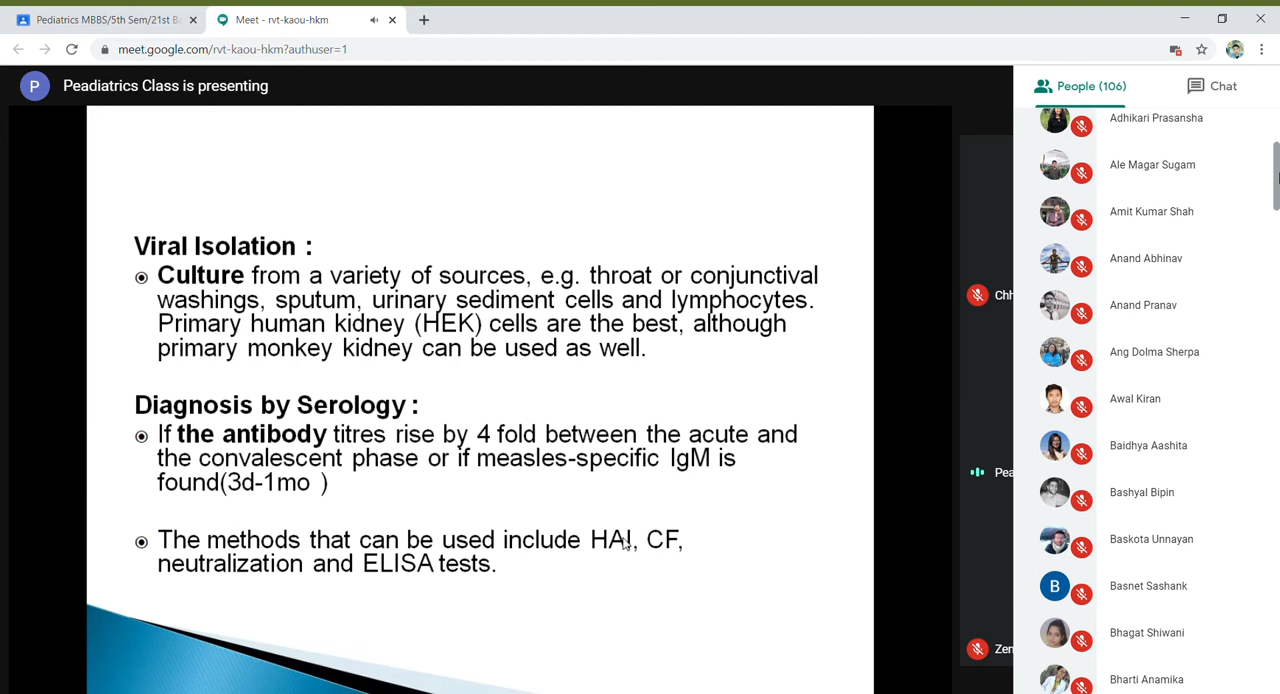 Pediatrics MBBS/5th Sem/21st B
Meet - rvt-kaou-hkm
meet.google.com/rvt-kaou-hkm?authuser=1
P
Peadiatrics Class is presenting
People (106)
Chat
Viral Isolation :
Culture from a variety of sources, e.g. throat or conjunctival
washings, sputum, urinary sediment cells and lymphocytes.
Primary human kidney (HEK) cells are the best, although
primary monkey kidney can be used as well.
Diagnosis by Serology :
If the antibody titres rise by 4 fold between the acute and
the convalescent phase or if measles-specific IgM is
found(3d-1mo )
The methods that can be used include HAI, CF,
neutralization and ELISA tests.
Chh
Pea
Zen
Adhikari Prasansha
Ale Magar Sugam
Amit Kumar Shah
Anand Abhinav
Anand Pranav
Ang Dolma Sherpa
Awal Kiran
Baidhya Aashita
Bashyal Bipin
Baskota Unnayan
B
Basnet Sashank
Bhagat Shiwani
Bharti Anamika